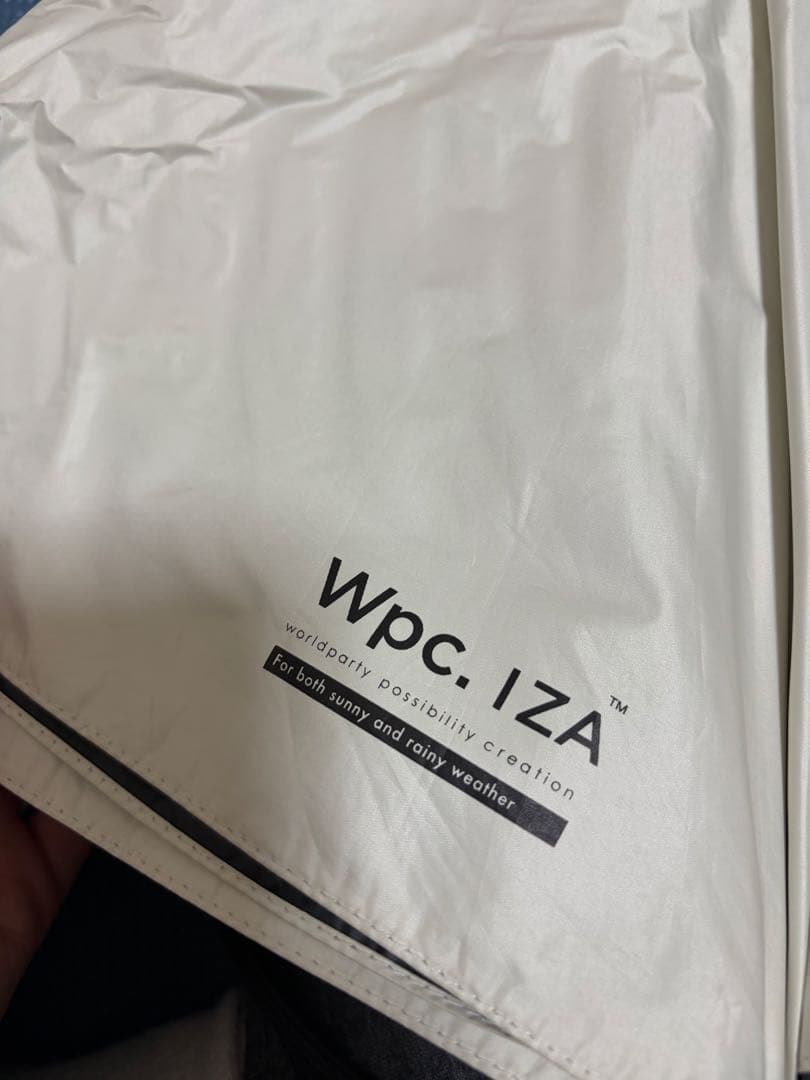 Wpc. IZA™
worldparty possibility creation
For both sunny and rainy weather